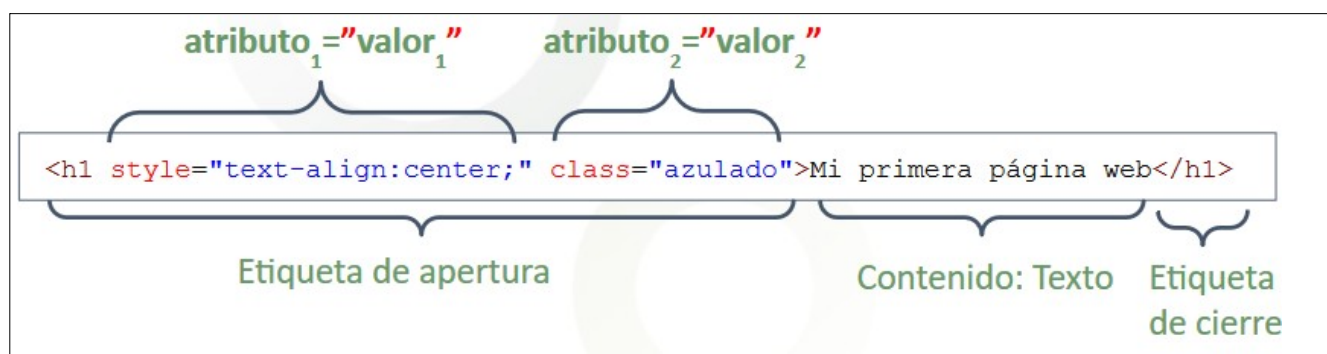 atributo₁=”valor₁” atributo₂=”valor₂”
<h1 style="text-align:center;" class="azulado">Mi primera página web</h1>
Etiqueta de apertura Contenido: Texto Etiqueta
de cierre